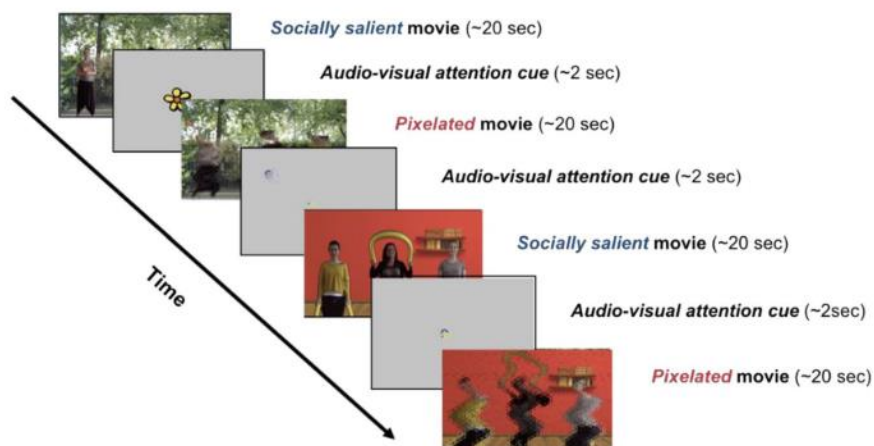 Socially salient movie (~20 sec)
Audio-visual attention cue (~2 sec)
Pixelated movie (~20 sec)
Audio-visual attention cue (~2 sec)
Socially salient movie (~20 sec)
Audio-visual attention cue (~2sec)
Pixelated movie (~20 sec)
Time